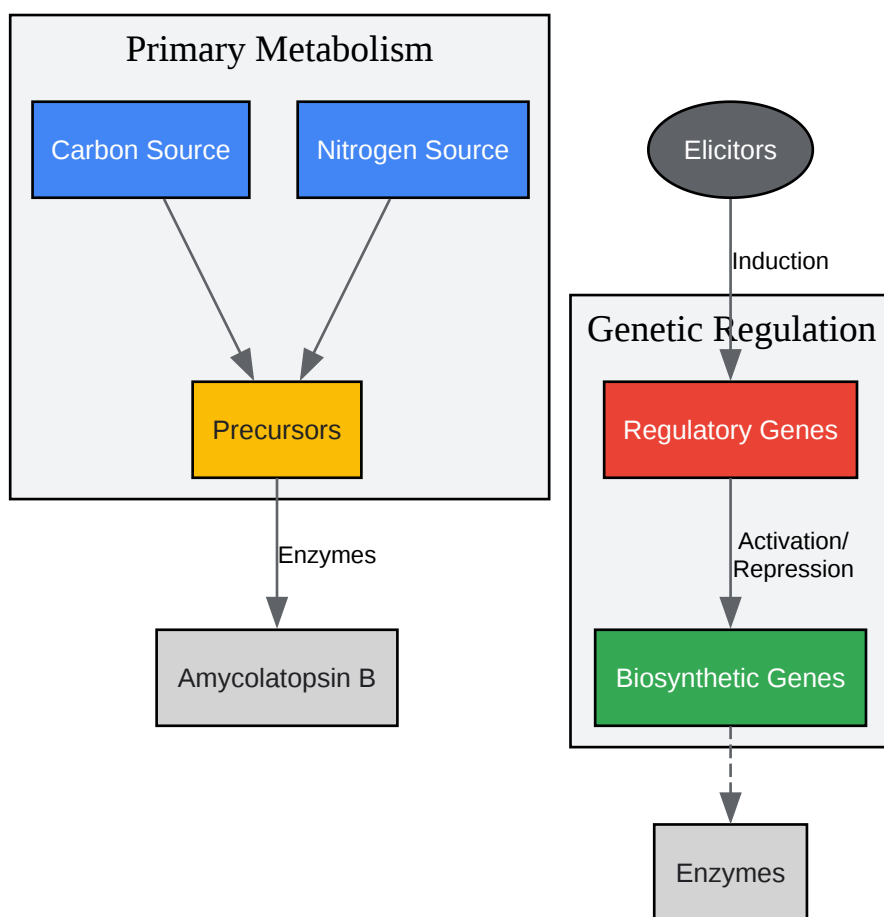 Primary Metabolism
Carbon Source
Nitrogen Source
Precursors
Enzymes
Amycolatopsin B
Elicitors
Induction
Genetic Regulation
Regulatory Genes
Activation/
Repression
Biosynthetic Genes
Enzymes